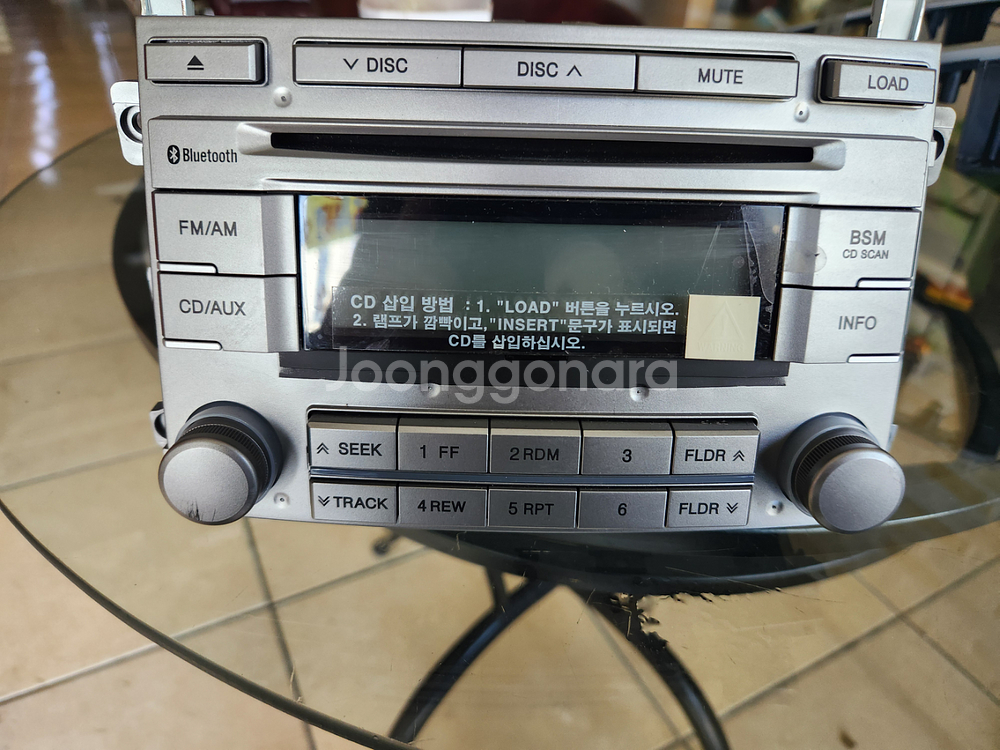 ∨ DISC
DISC ∧
MUTE
LOAD
Bluetooth
FM/AM
BSM
CD SCAN
CD/AUX
INFO
CD 삽입 방법 : 1. "LOAD" 버튼을 누르시오.
2. 램프가 깜빡이고,"INSERT"문구가 표시되면
CD를 삽입하십시오.
Joonggonara
SEEK
1 FF
2 RDM
3
FLDR
TRACK
4 REW
5 RPT
6
FLDR